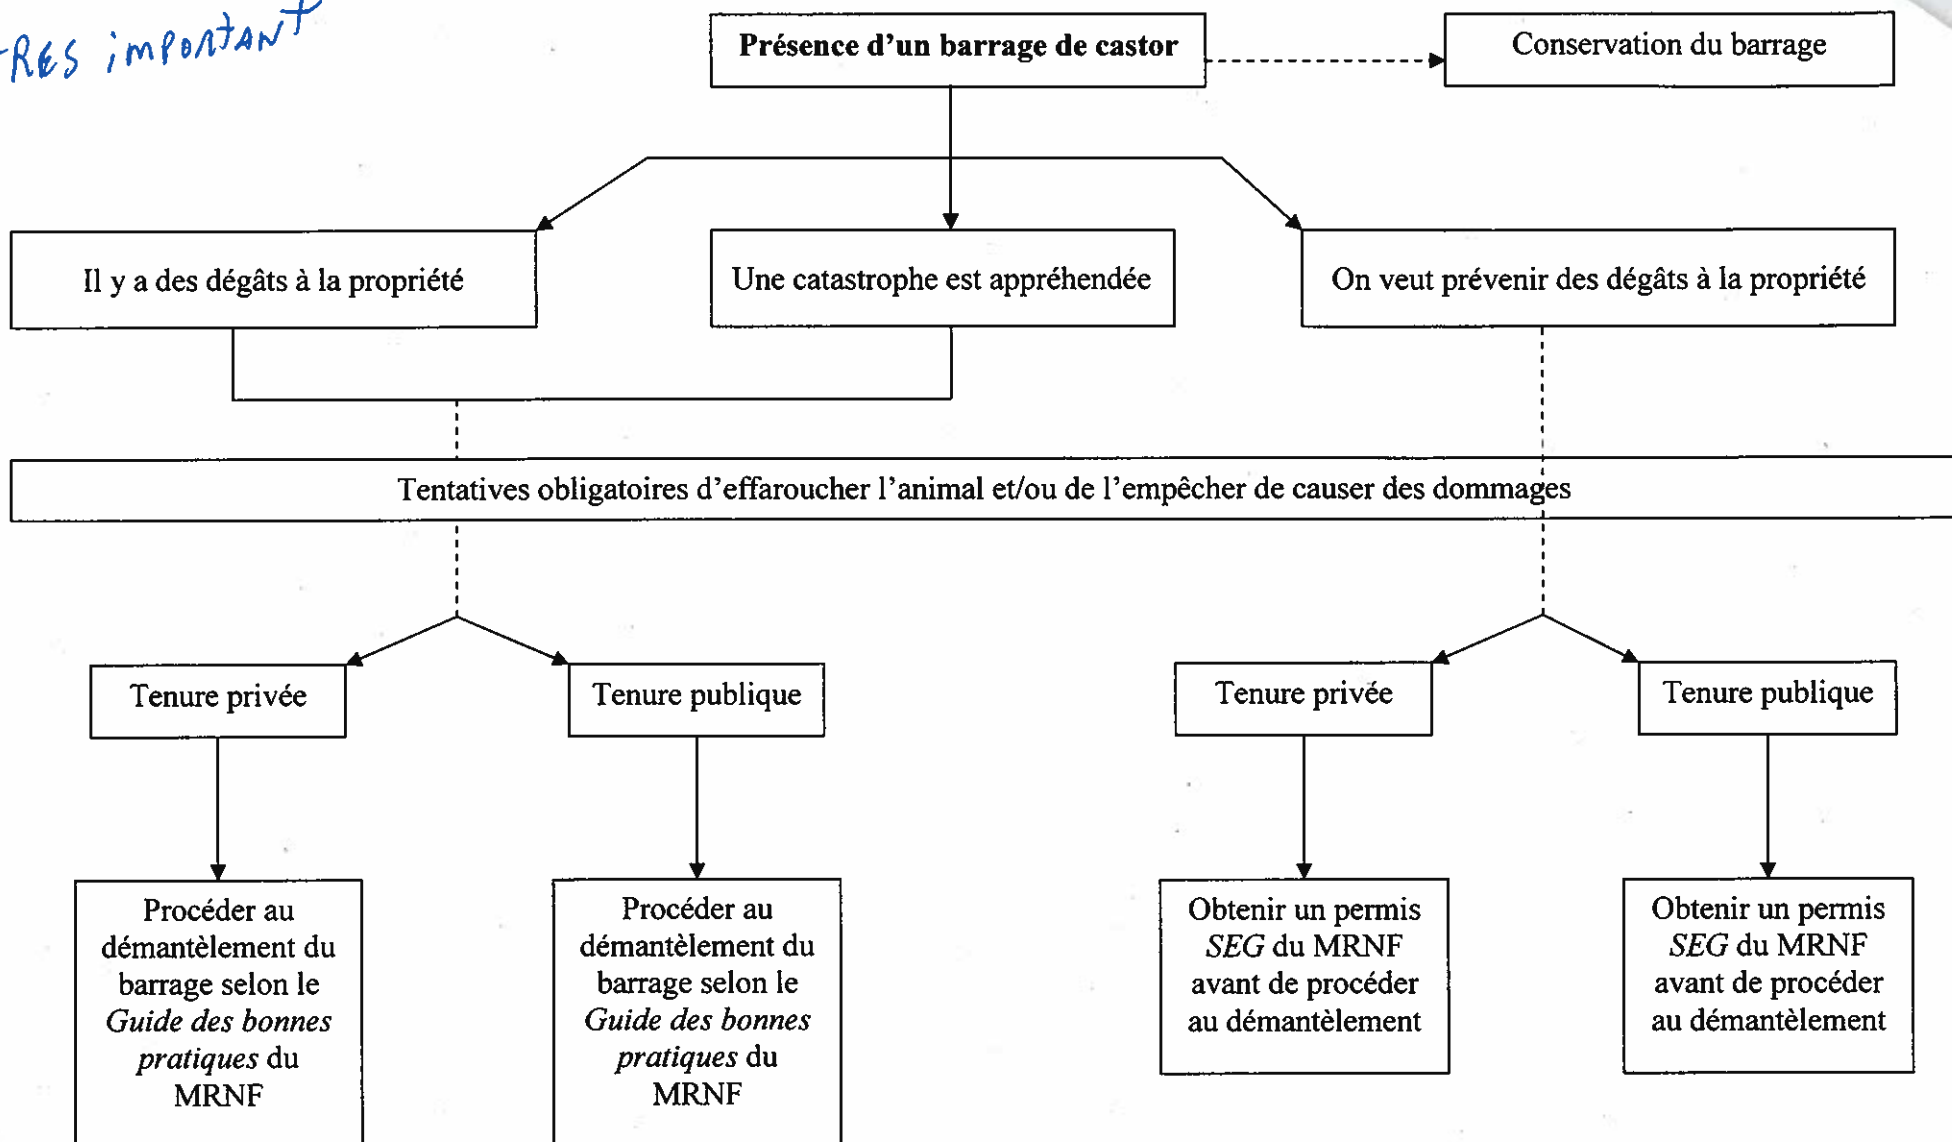 TRES important
Présence d'un barrage de castor
Conservation du barrage
Il y a des dégâts à la propriété
Une catastrophe est appréhendée
On veut prévenir des dégâts à la propriété
Tentatives obligatoires d'effaroucher l'animal et/ou de l'empêcher de causer des dommages
Tenure privée
Tenure publique
Tenure privée
Tenure publique
Procéder au
démantèlement du
barrage selon le
Guide des bonnes
pratiques du
MRNF
Procéder au
démantèlement du
barrage selon le
Guide des bonnes
pratiques du
MRNF
Obtenir un permis
SEG du MRNF
avant de procéder
au démantèlement
Obtenir un permis
SEG du MRNF
avant de procéder
au démantèlement